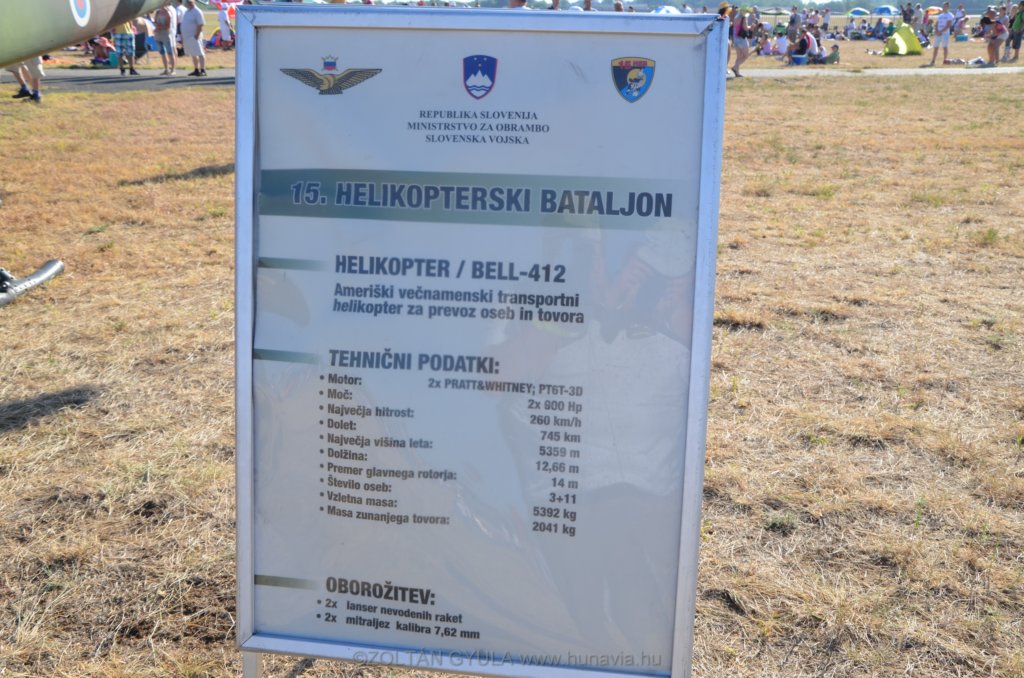 REPUBLIKA SLOVENIJA
MINISTRSTVO ZA OBRAMBO
SLOVENSKA VOJSKA
15. HELIKOPTERSKI BATALJON
HELIKOPTER / BELL-412
Ameriški večnamenski transportni
helikopter za prevoz oseb in tovora
TEHNIČNI PODATKI:
• Motor: 2x PRATT&WHITNEY; PT6T-3D
• Moč: 2x 900 Hp
• Največja hitrost: 260 km/h
• Dolet: 745 km
• Največja višina leta: 5359 m
• Dolžina: 12,66 m
• Premer glavnega rotorja: 14 m
• Število oseb: 3+11
• Vzletna masa: 5392 kg
• Masa zunanjega tovora: 2041 kg
OBOROŽITEV:
• 2x lanser nevodenih raket
• 2x mitraljez kalibra 7,62 mm
©ZOLTÁN GYULA www.hunavia.hu